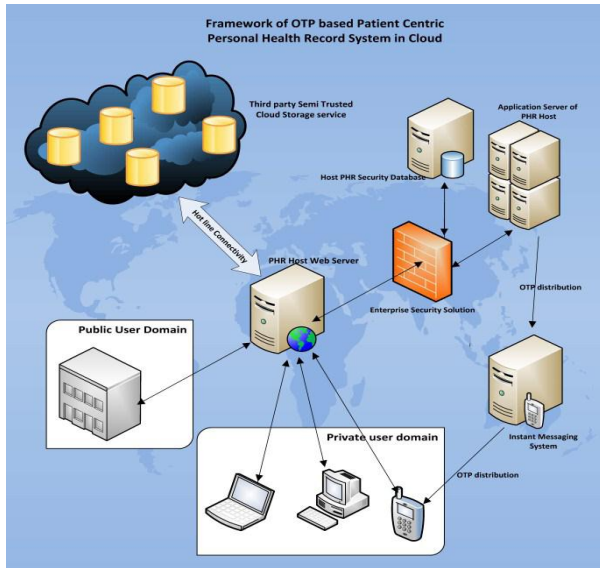 Framework of OTP based Patient Centric
Personal Health Record System in Cloud
Third party Semi Trusted
Cloud Storage service
Application Server of
PHR Host
Host PHR Security Database
Hot line Connectivity
PHR Host Web Server
Enterprise Security Solution
OTP distribution
Public User Domain
Instant Messaging
System
Private user domain
OTP distribution